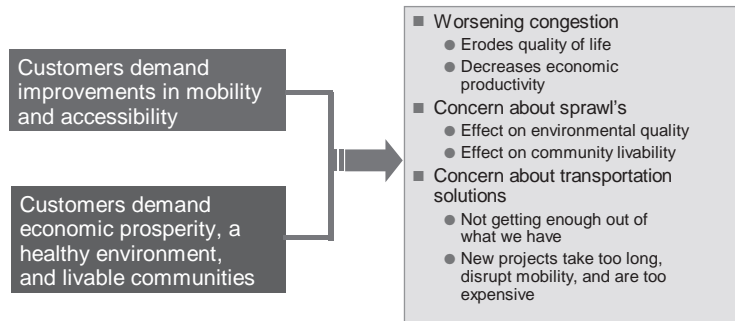 Customers demand
improvements in mobility
and accessibility
Customers demand
economic prosperity, a
healthy environment,
and livable communities
Worsening congestion
Erodes quality of life
Decreases economic
productivity
Concern about sprawl's
Effect on environmental quality
Effect on community livability
Concern about transportation
solutions
Not getting enough out of
what we have
New projects take too long,
disrupt mobility, and are too
expensive